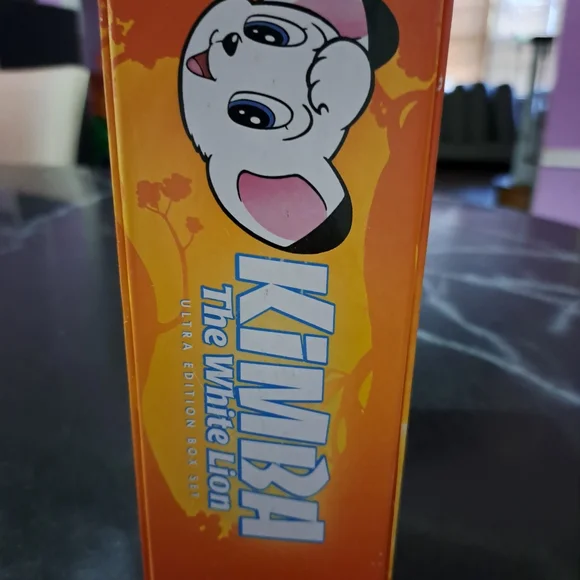 KiMBA
The White Lion
ULTRA EDITION BOX SET